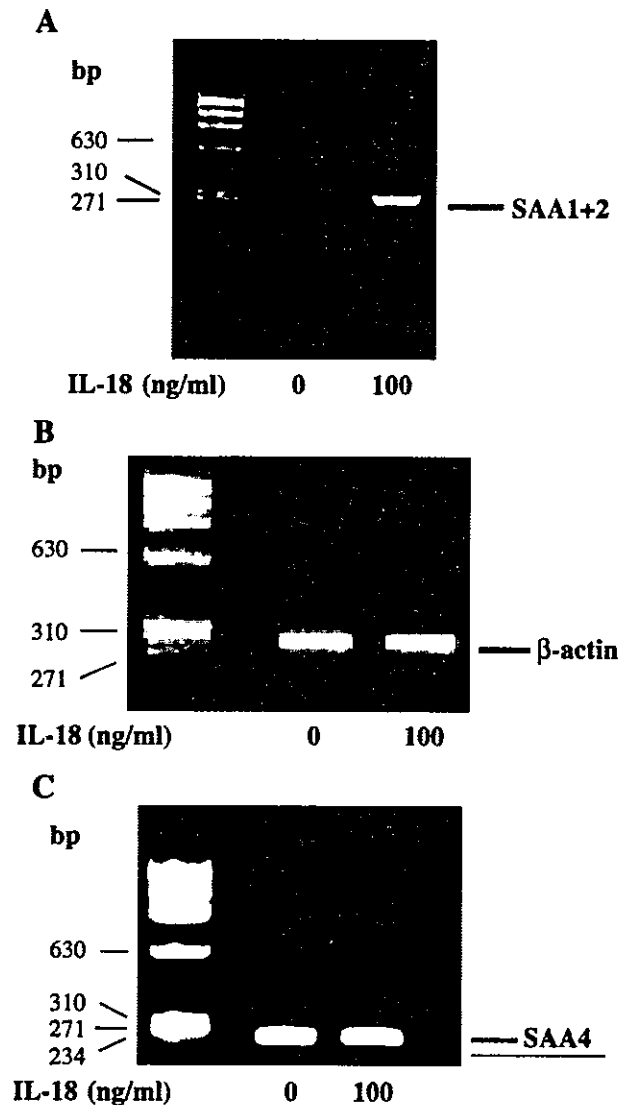 A
bp
630
310
271
SAA1+2
IL-18 (ng/ml) 0 100
B
bp
630
310
271
β-actin
IL-18 (ng/ml) 0 100
C
bp
630
310
271
234
SAA4
IL-18 (ng/ml) 0 100